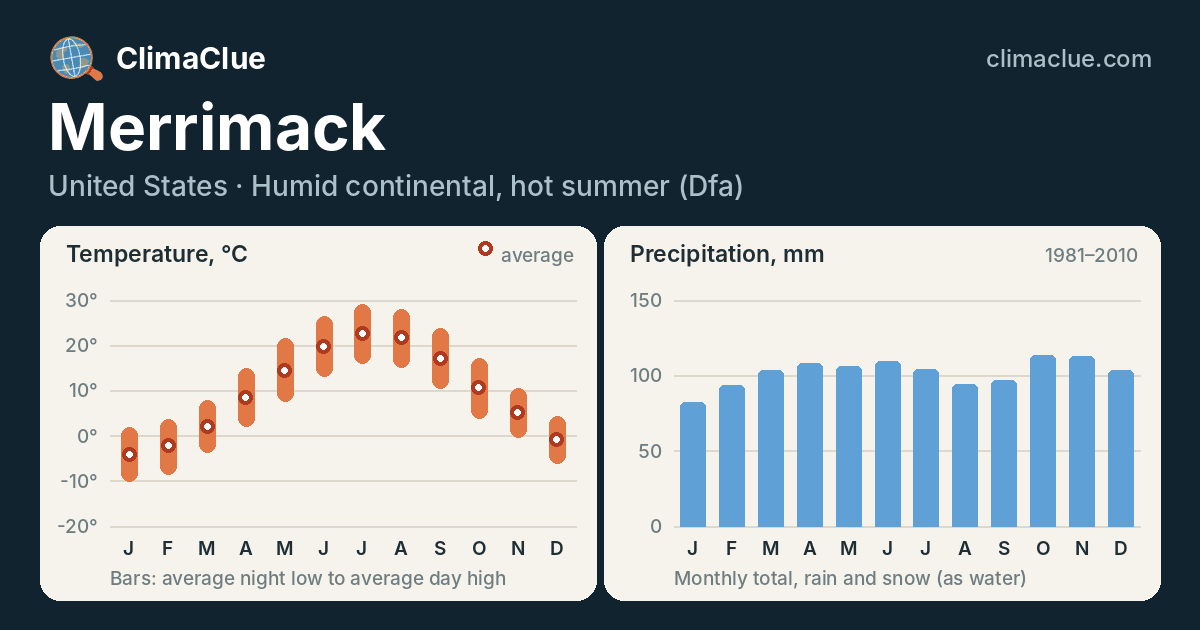 ClimaClue
climaclue.com
Merrimack
United States · Humid continental, hot summer (Dfa)
Temperature, °C
average
30°
20°
10°
0°
-10°
-20°
J F M A M J J A S O N D
Bars: average night low to average day high
Precipitation, mm
1981–2010
150
100
50
0
J F M A M J J A S O N D
Monthly total, rain and snow (as water)